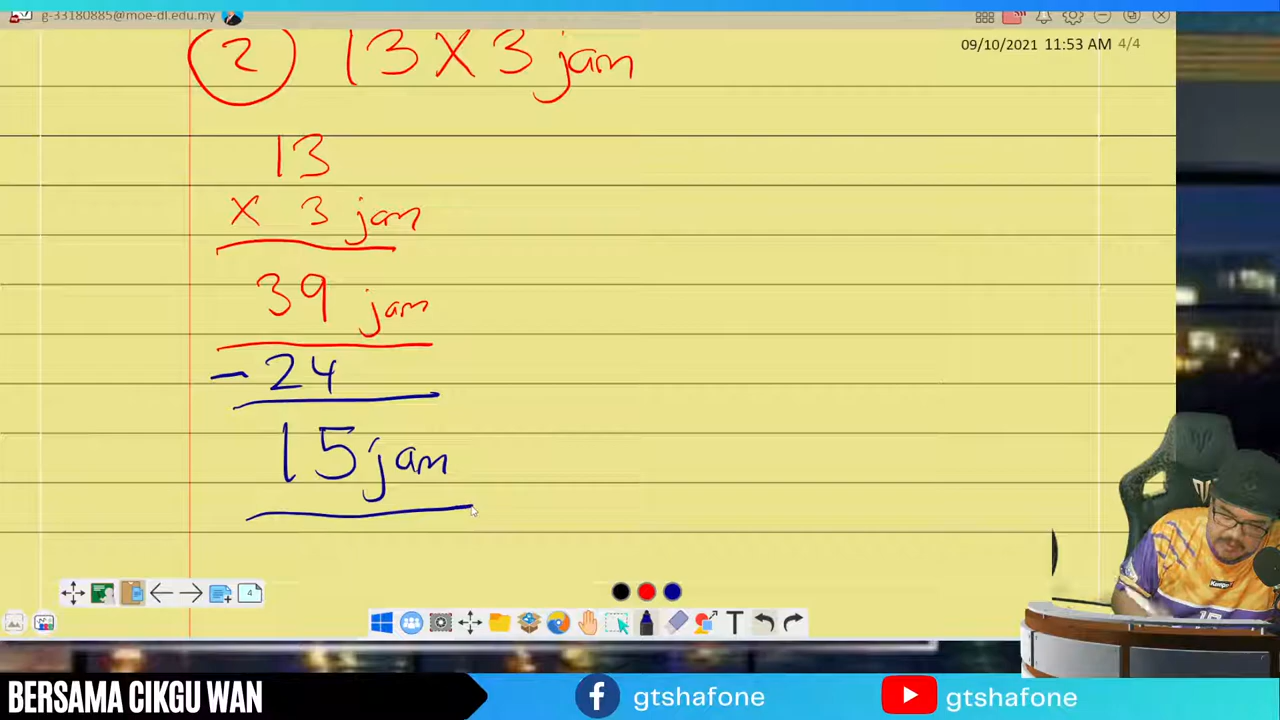 g-33180885@moe-dl.edu.my
09/10/2021 11:53 AM 4/4
2 13 X 3 jam
13
X 3 jam
39 jam
- 24
15 jam
4
T
BERSAMA CIKGU WAN
gtshafone
gtshafone